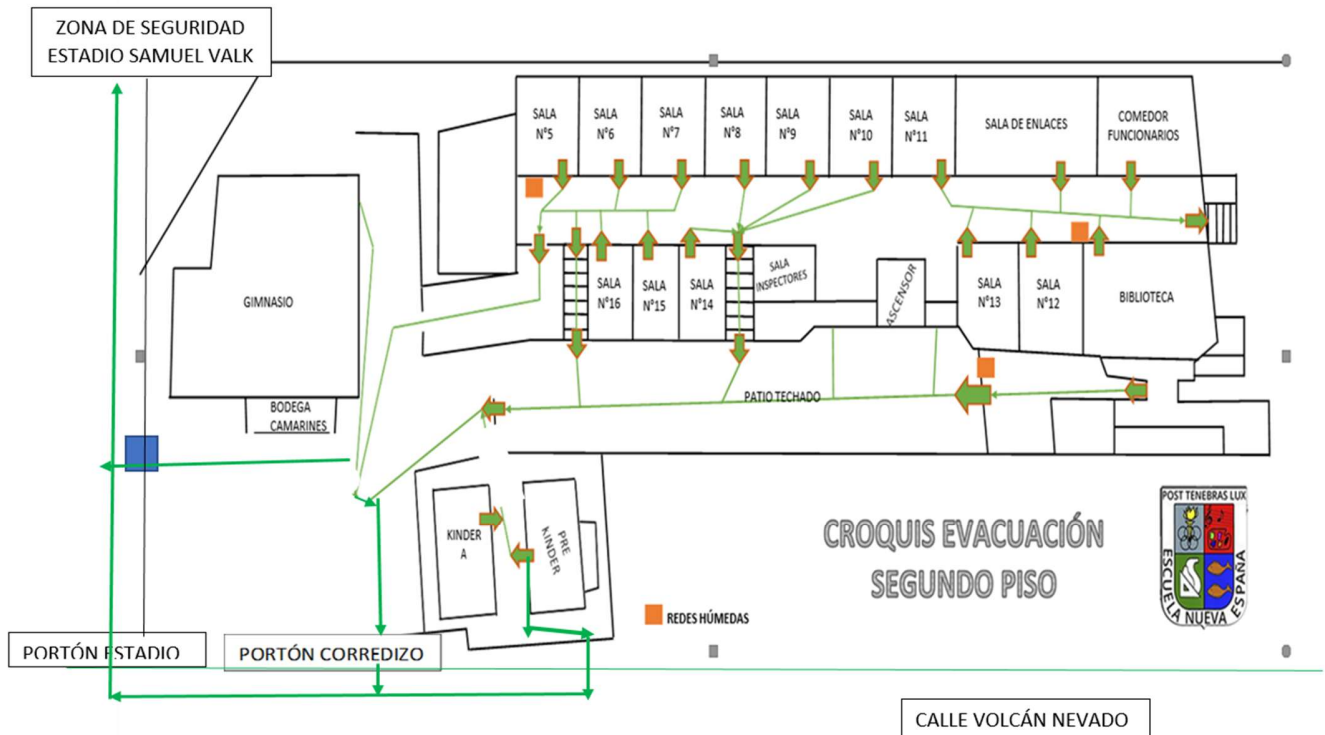 ZONA DE SEGURIDAD
ESTADIO SAMUEL VALK
SALA
N°5
SALA
N°6
SALA
N°7
SALA
N°8
SALA
N°9
SALA
N°10
SALA
N°11
SALA DE ENLACES
COMEDOR
FUNCIONARIOS
GIMNASIO
SALA
N°16
SALA
N°15
SALA
N°14
SALA
INSPECTORES
ASCENSOR
SALA
N°13
SALA
N°12
BIBLIOTECA
BODEGA
CAMARINES
PATIO TECHADO
KINDER
A
PRE
KINDER
CROQUIS EVACUACIÓN
SEGUNDO PISO
POST TENEBRAS LUX
ESCUELA NUEVA ESPAÑA
REDES HÚMEDAS
PORTÓN ESTADIO
PORTÓN CORREDIZO
CALLE VOLCÁN NEVADO